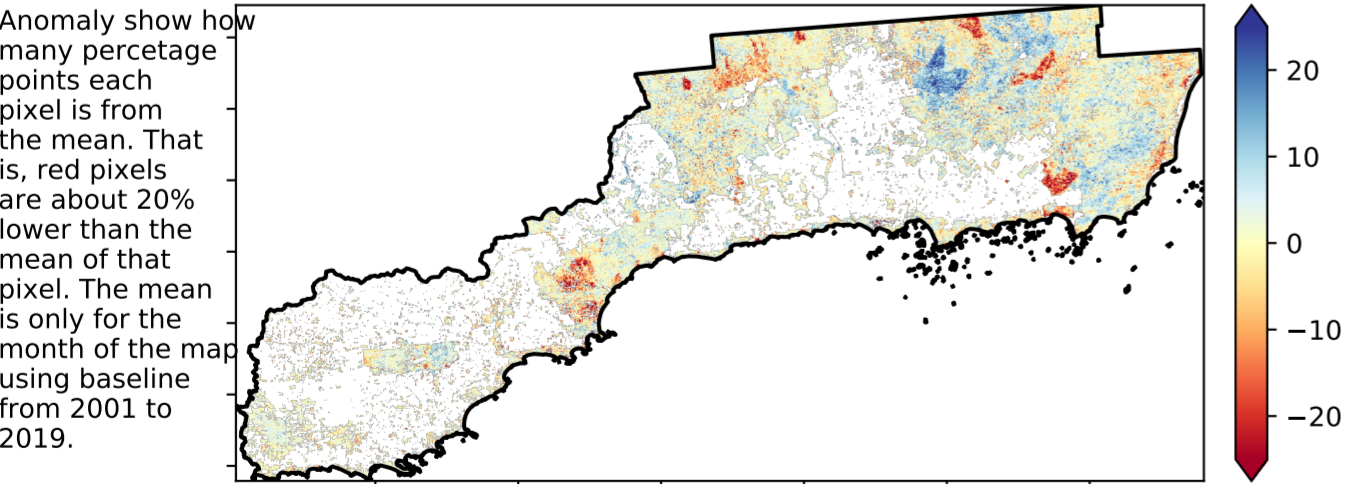 Anomaly show how
many percetage
points each
pixel is from
the mean. That
is, red pixels
are about 20%
lower than the
mean of that
pixel. The mean
is only for the
month of the map
using baseline
from 2001 to
2019.
20
10
0
−10
−20